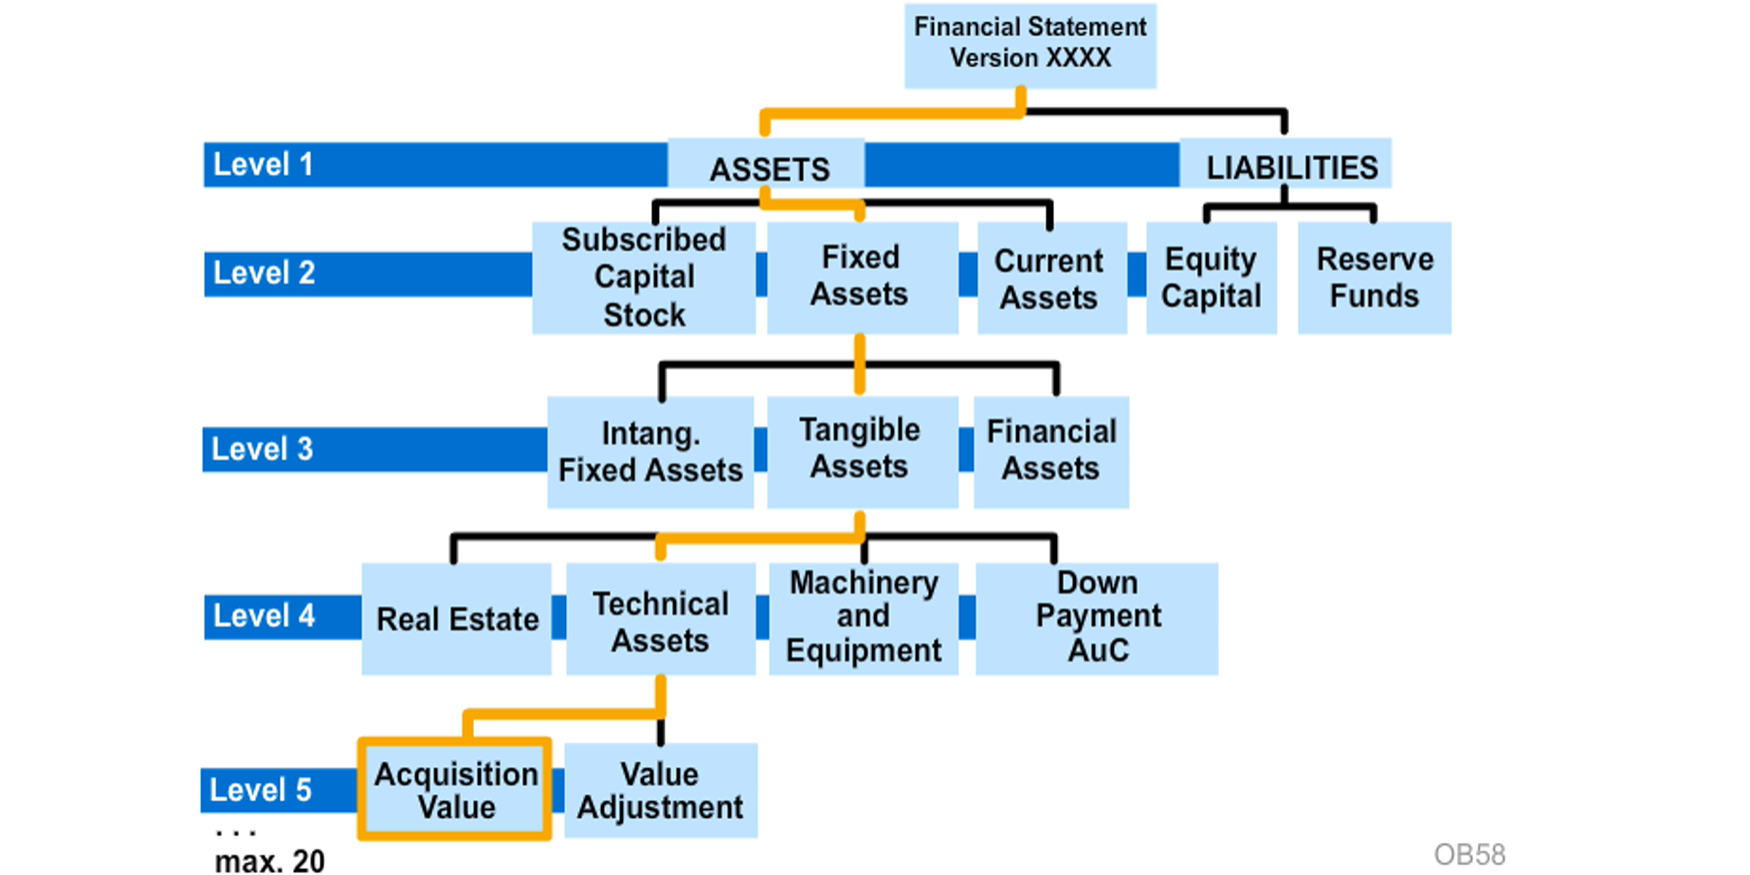 Financial Statement
Version XXXX
Level 1
ASSETS
LIABILITIES
Level 2
Subscribed
Capital
Stock
Fixed
Assets
Current
Assets
Equity
Capital
Reserve
Funds
Level 3
Intang.
Fixed Assets
Tangible
Assets
Financial
Assets
Level 4
Real Estate
Technical
Assets
Machinery
and
Equipment
Down
Payment
AuC
Level 5
Acquisition
Value
Value
Adjustment
. . .
max. 20
OB58